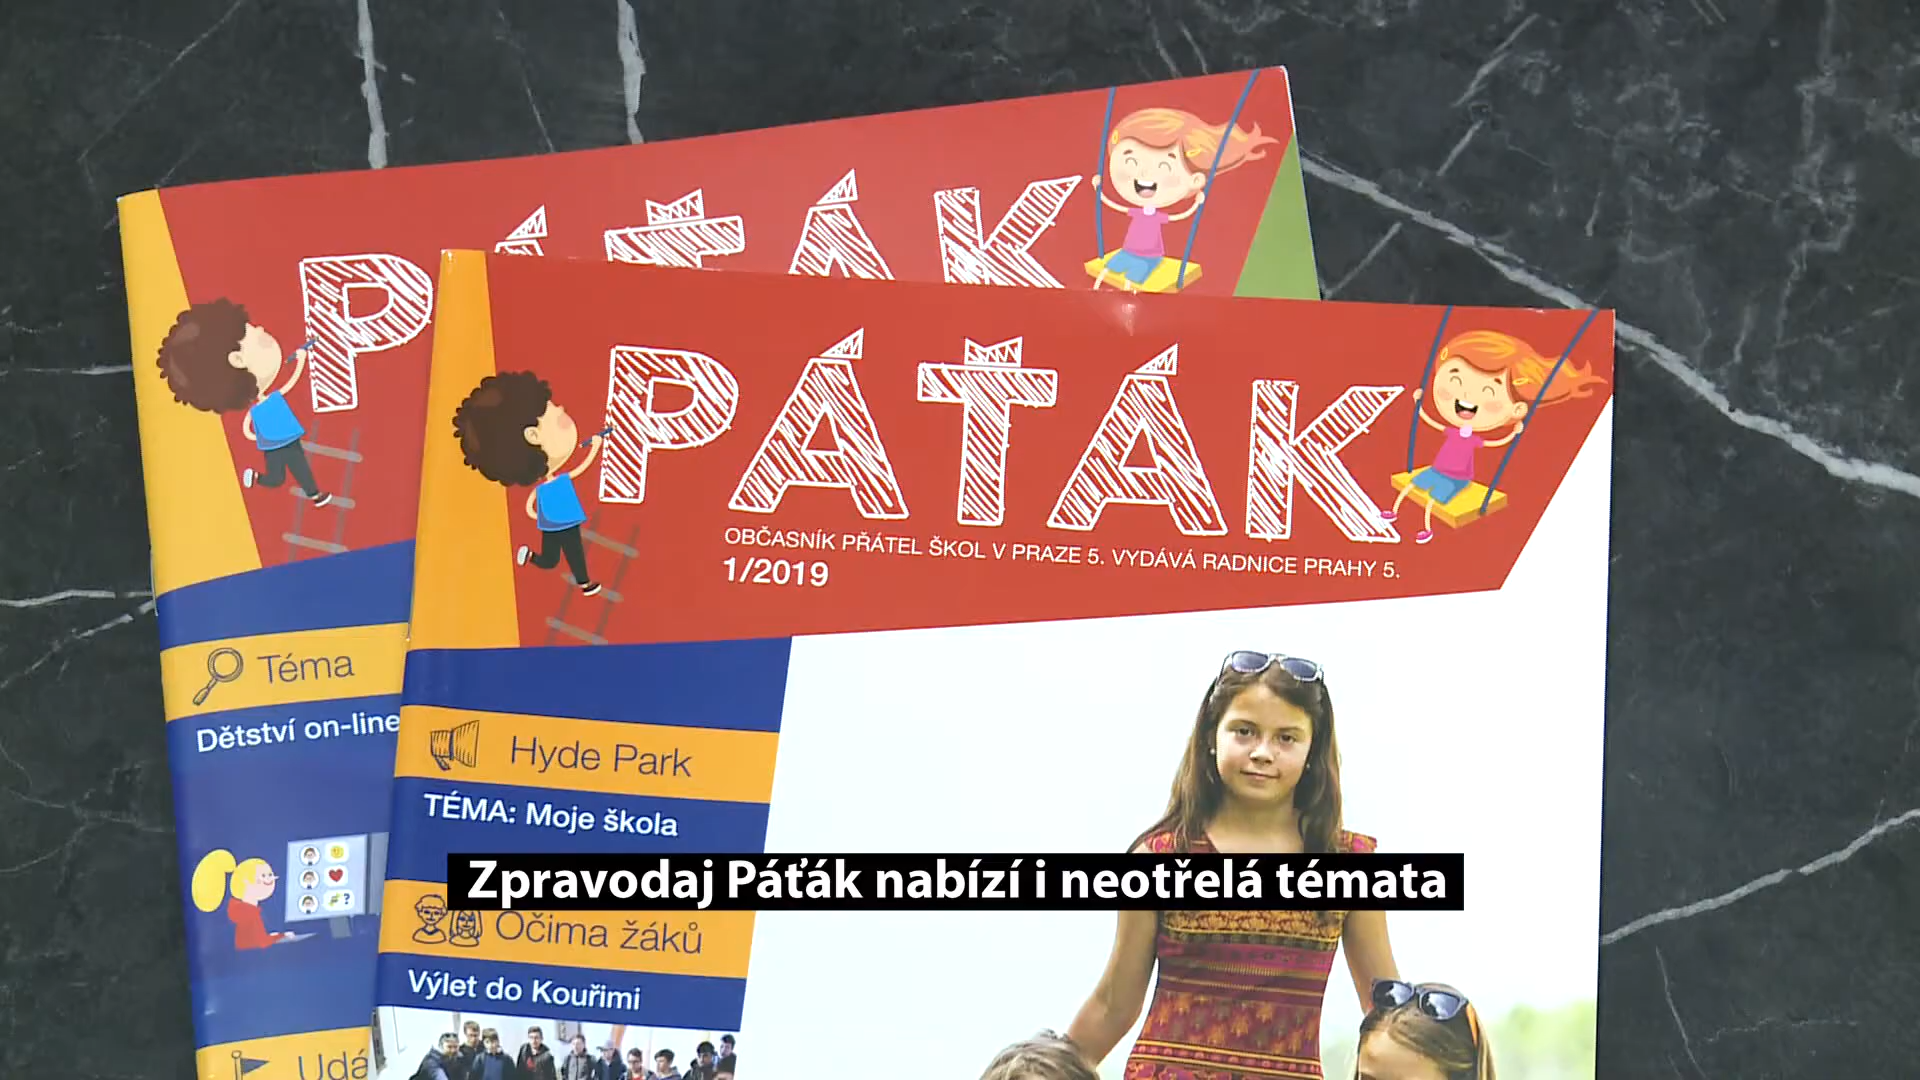 PÁŤÁK
PÁŤÁK
OBČASNÍK PŘÁTEL ŠKOL V PRAZE 5. VYDÁVÁ RADNICE PRAHY 5.
1/2019
Téma
Dětství on-line
Hyde Park
TÉMA: Moje škola
Zpravodaj Páťák nabízí i neotřelá témata
Očima žáků
Výlet do Kouřimi